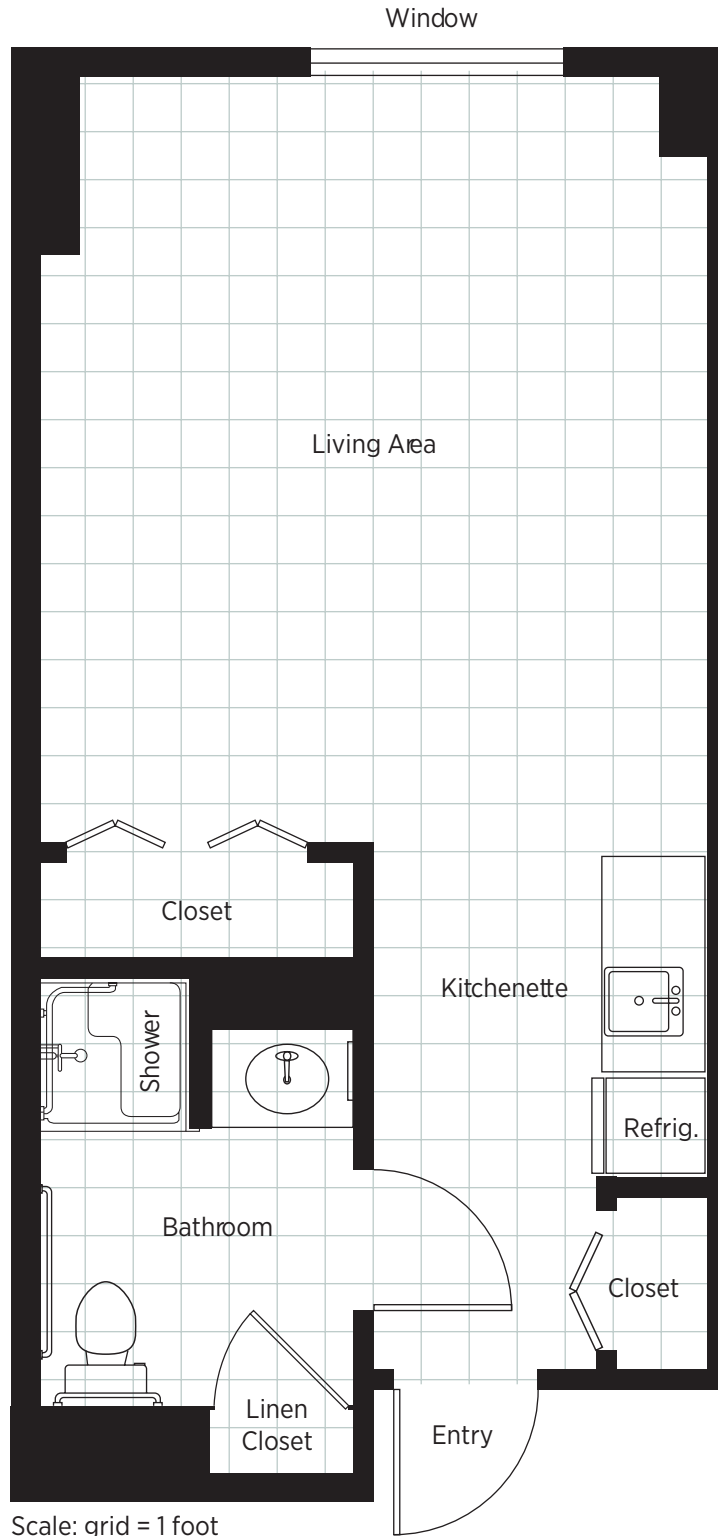 Window
Living Area
Closet
Kitchenette
Shower
Refrig.
Bathroom
Closet
Linen
Closet
Entry
Scale: grid = 1 foot